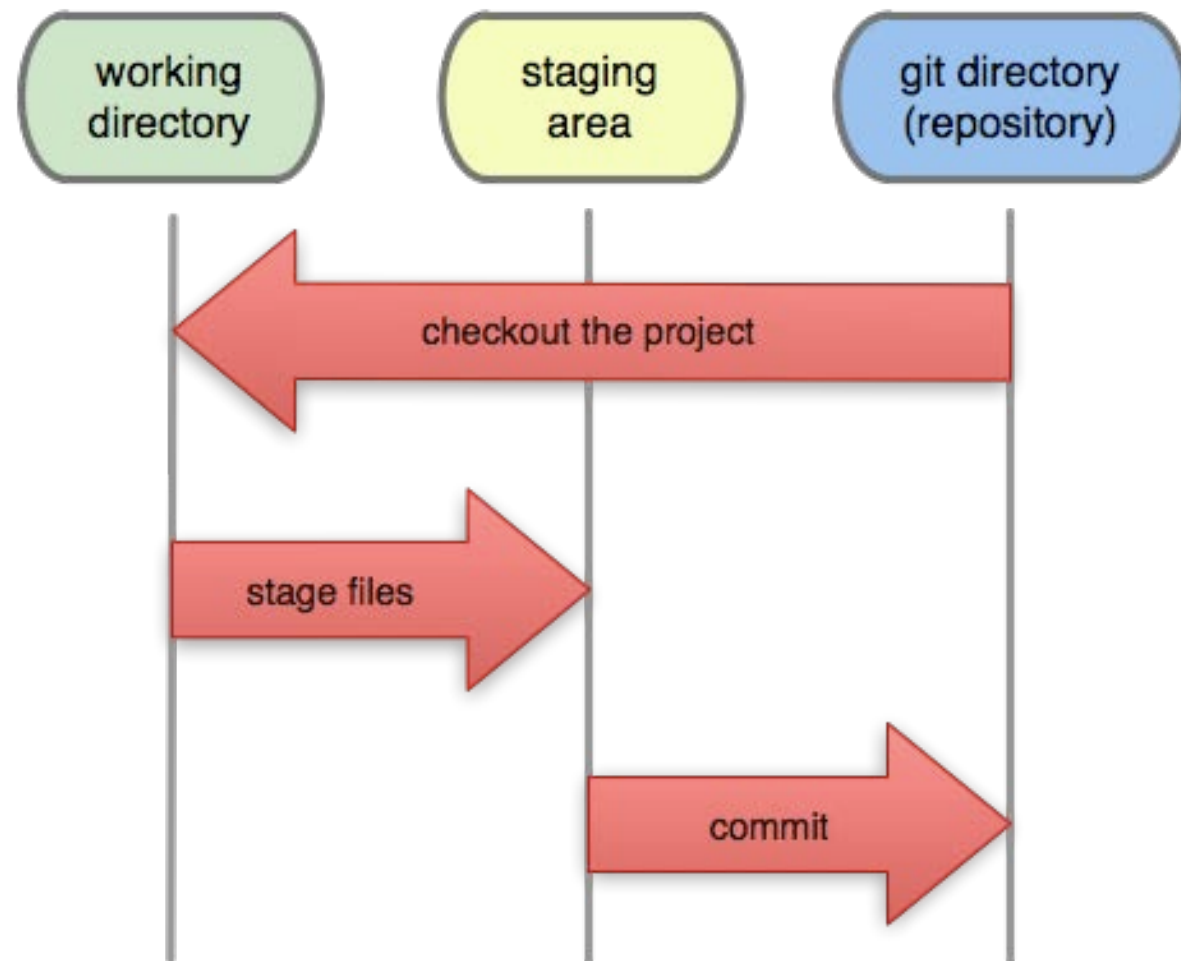 working
directory
staging
area
git directory
(repository)
checkout the project
stage files
commit